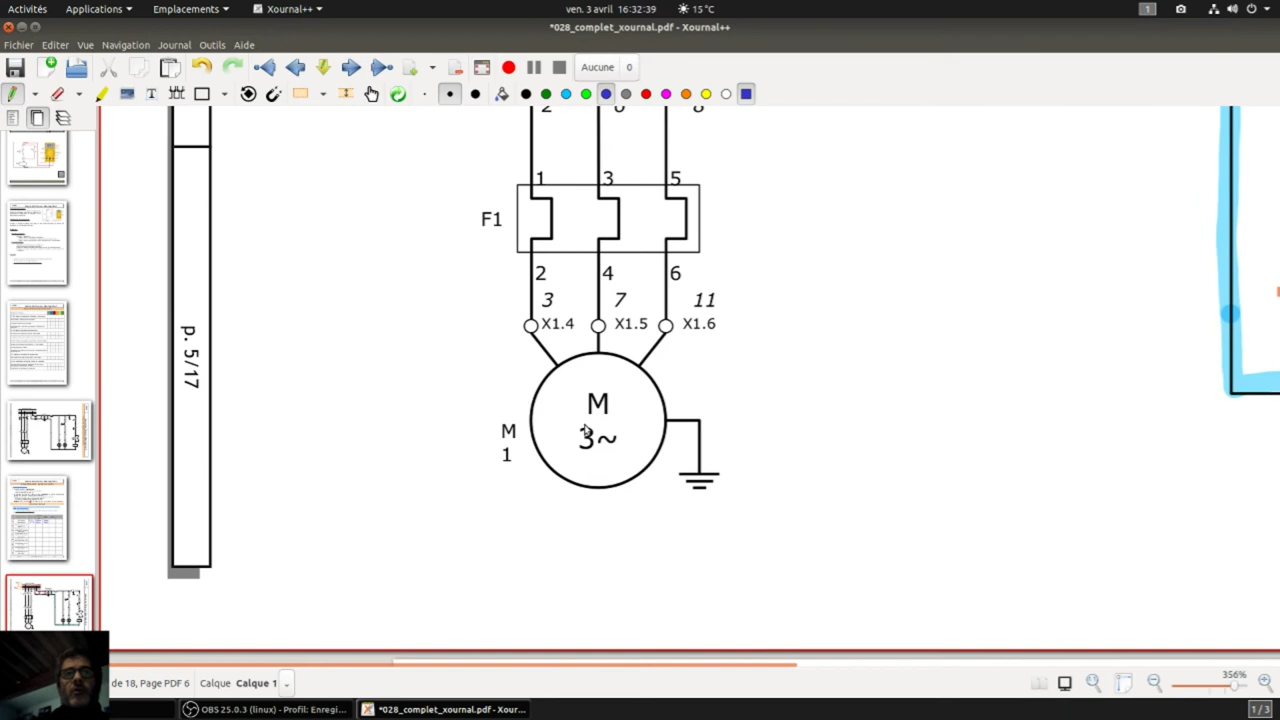 Activités Applications Emplacements Xournal++ ven. 3 avril 16:32:39 15 °C 1
*028_complet_xournal.pdf - Xournal++
Fichier Editer Vue Navigation Journal Outils Aide
Aucune 0
T
2 6 8
1 3 5
F1
2 4 6
3 7 11
X1.4 X1.5 X1.6
p. 5/17
M
3~
M
1
356%
de 18, Page PDF 6 Calque Calque 1
OBS 25.0.3 (linux) - Profil: Enregi... *028_complet_xournal.pdf - Xour... 1 / 3